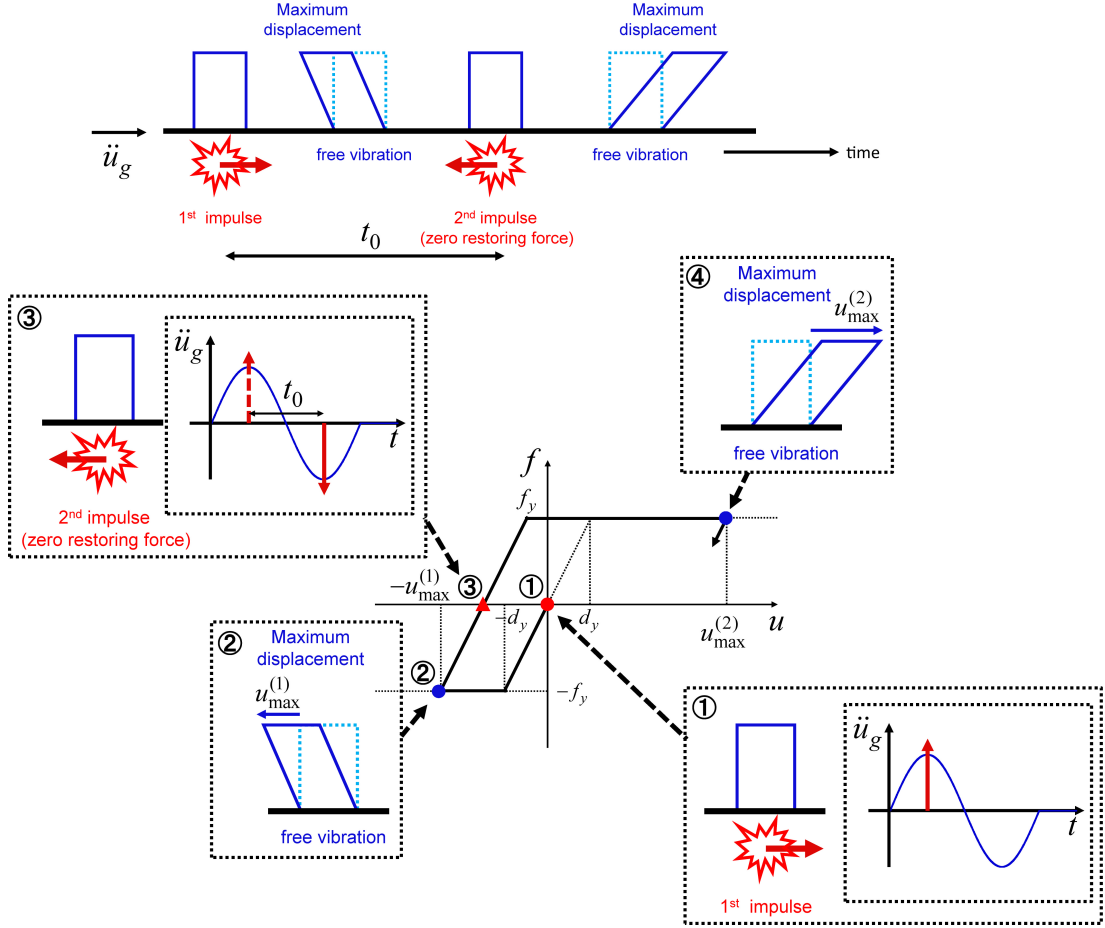 Maximum
displacement
Maximum
displacement
ü_g
free vibration
free vibration
time
1st impulse
2nd impulse
(zero restoring force)
t_0
③
ü_g
t_0
t
2nd impulse
(zero restoring force)
④
Maximum
displacement
u_max^(2)
free vibration
f
f_y
−u_max^(1)
③
①
−d_y
d_y
u_max^(2)
u
②
−f_y
②
Maximum
displacement
u_max^(1)
free vibration
①
ü_g
t
1st impulse